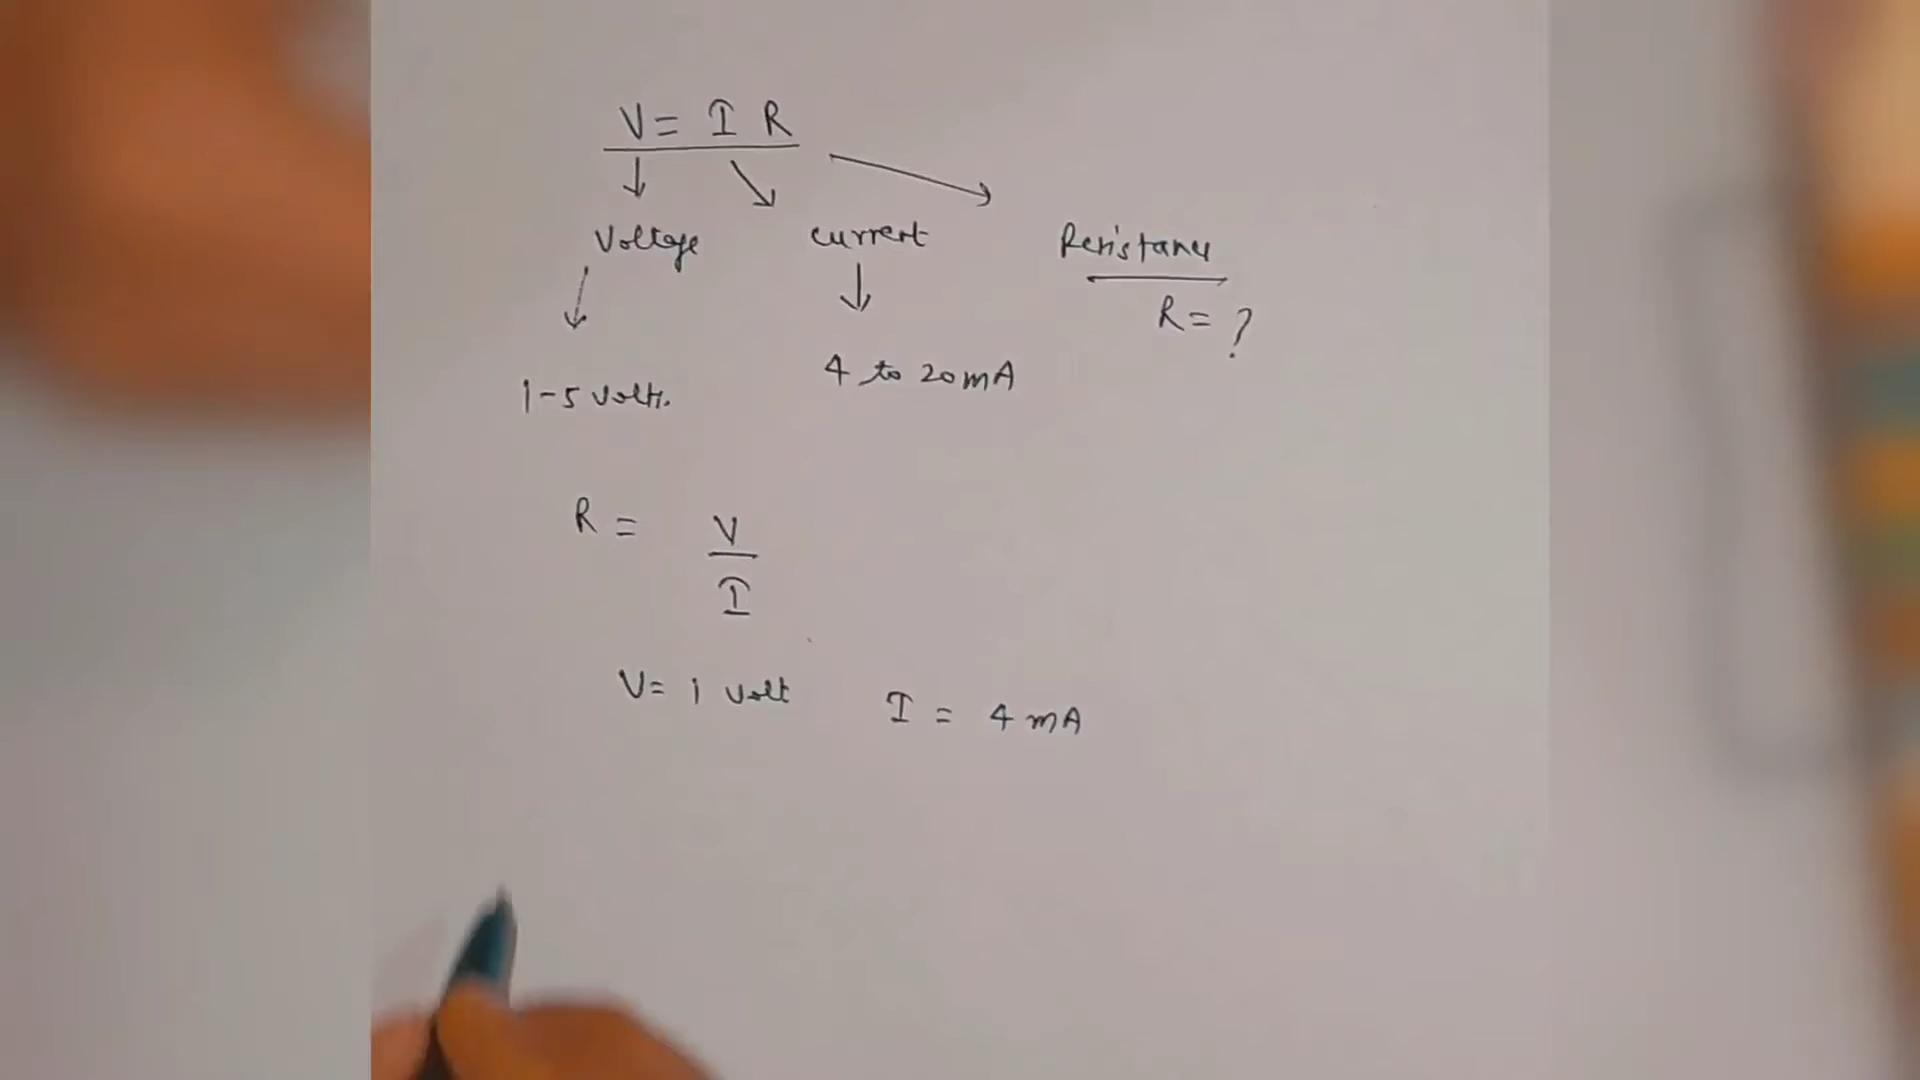 V = I R
Voltage current Resistance
R = ?
1-5 volts. 4 to 20mA
R = V
I
V = 1 volt I = 4 mA